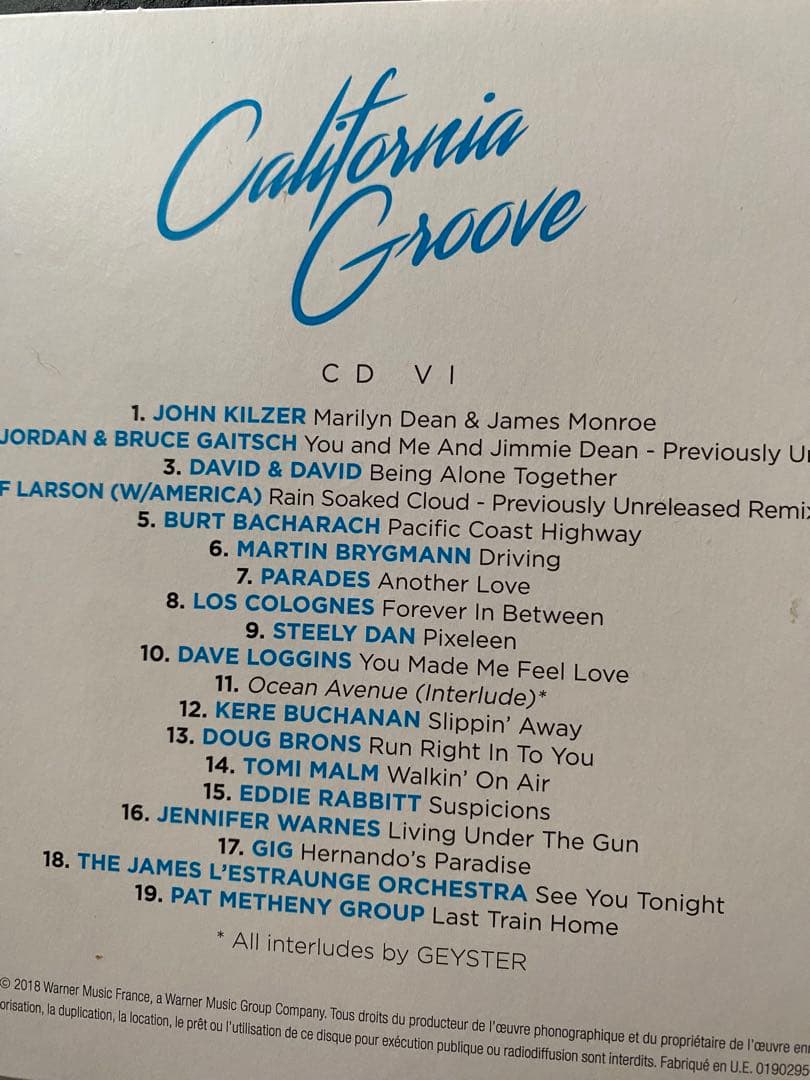 California
Groove
CD VI
1. JOHN KILZER Marilyn Dean & James Monroe
JORDAN & BRUCE GAITSCH You and Me And Jimmie Dean - Previously
3. DAVID & DAVID Being Alone Together
F LARSON (W/AMERICA) Rain Soaked Cloud - Previously Unreleased
5. BURT BACHARACH Pacific Coast Highway
6. MARTIN BRYGMANN Driving
7. PARADES Another Love
8. LOS COLOGNES Forever In Between
9. STEELY DAN Pixeleen
10. DAVE LOGGINS You Made Me Feel Love
11. Ocean Avenue (Interlude)*
12. KERE BUCHANAN Slippin' Away
13. DOUG BRONS Run Right In To You
14. TOMI MALM Walkin' On Air
15. EDDIE RABBITT Suspicions
16. JENNIFER WARNES Living Under The Gun
17. GIG Hernando's Paradise
18. THE JAMES L'ESTRAUNGE ORCHESTRA See You Tonight
19. PAT METHENY GROUP Last Train Home
* All interludes by GEYSTER
© 2018 Warner Music France, a Warner Music Group Company. Tous droits du producteur de l'œuvre phonographique et du propriétaire de l'œuvre
la duplication, la location, le prêt ou l'utilisation de ce disque pour exécution publique ou radiodiffusion sont interdits. Fabriqué en U.E. 0190295